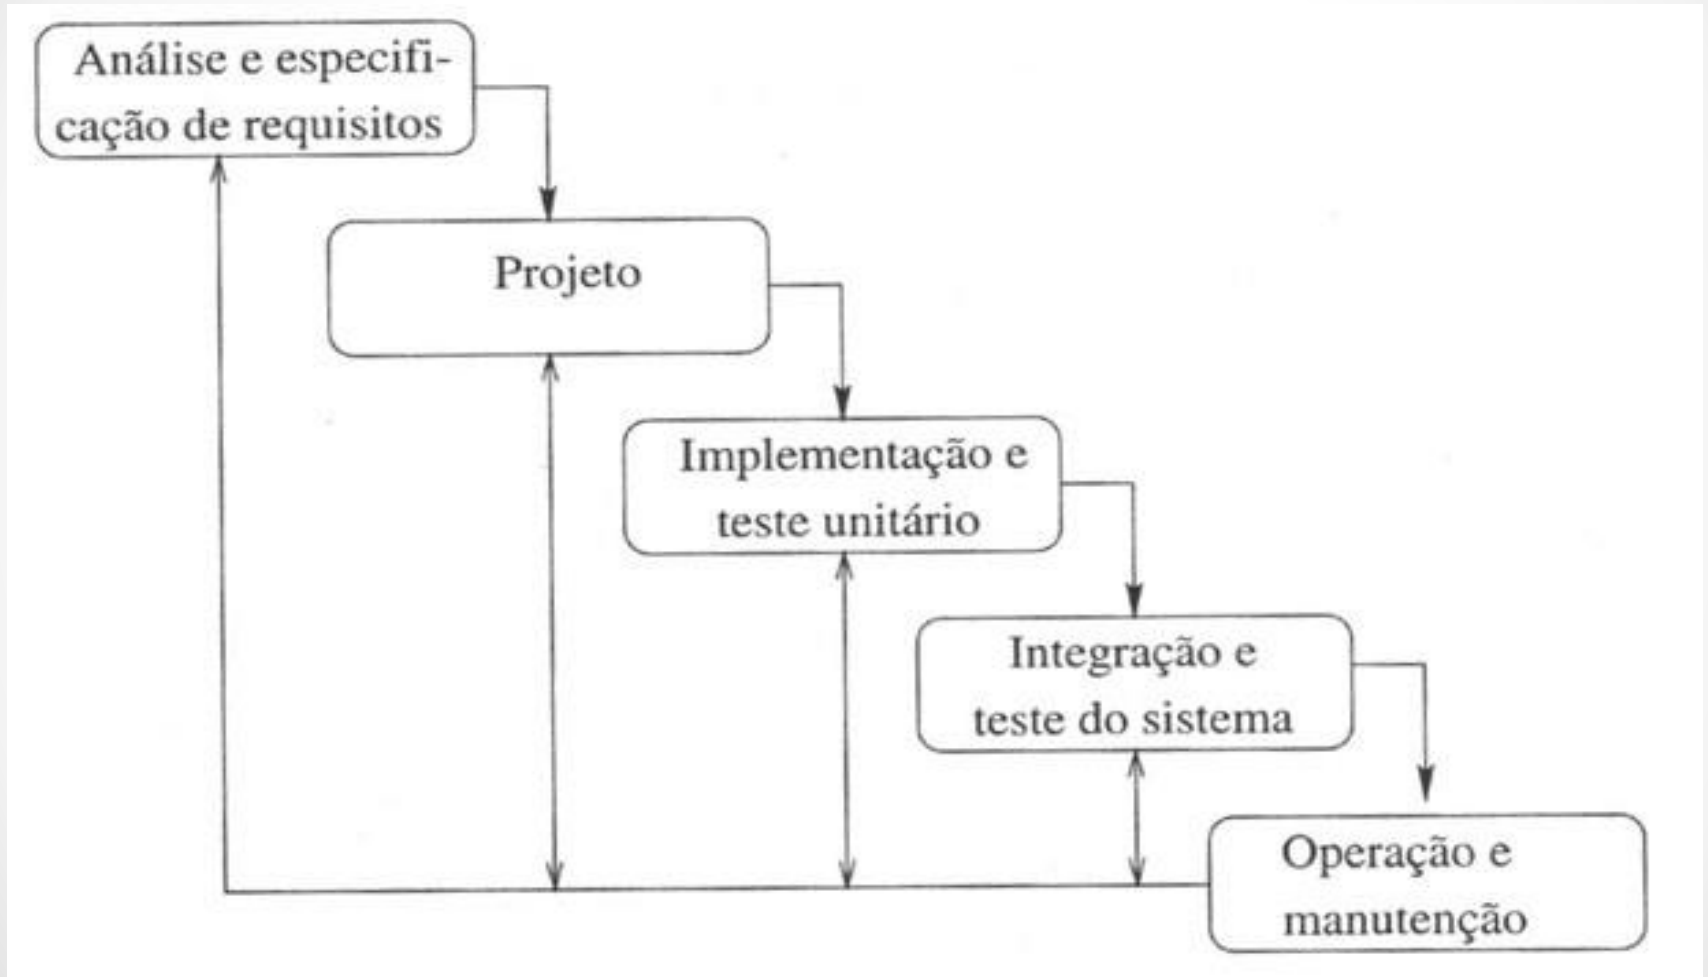 Análise e especifi-
cação de requisitos
Projeto
Implementação e
teste unitário
Integração e
teste do sistema
Operação e
manutenção